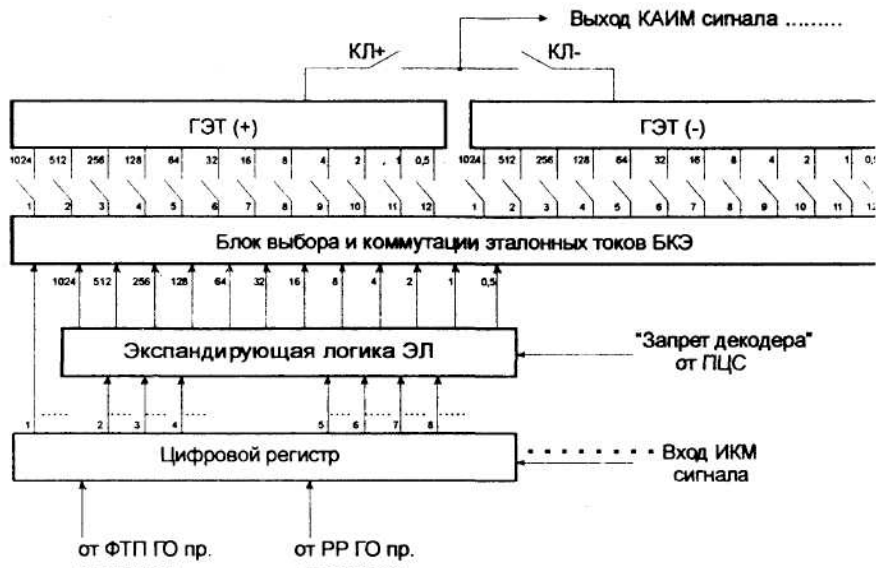 Выход КАИМ сигнала .........
КЛ+ КЛ-
ГЭТ (+) ГЭТ (-)
1024 512 256 128 64 32 16 8 4 2 1 0,5 1024 512 256 128 64 32 16 8 4 2 1 0,5
1 2 3 4 5 6 7 8 9 10 11 12 1 2 3 4 5 6 7 8 9 10 11 12
Блок выбора и коммутации эталонных токов БКЭ
1024 512 256 128 64 32 16 8 4 2 1 0,5
Экспандирующая логика ЭЛ
"Запрет декодера"
от ПЦС
1 2 3 4 5 6 7 8
Цифровой регистр
Вход ИКМ
сигнала
от ФТП ГО пр. от РР ГО пр.